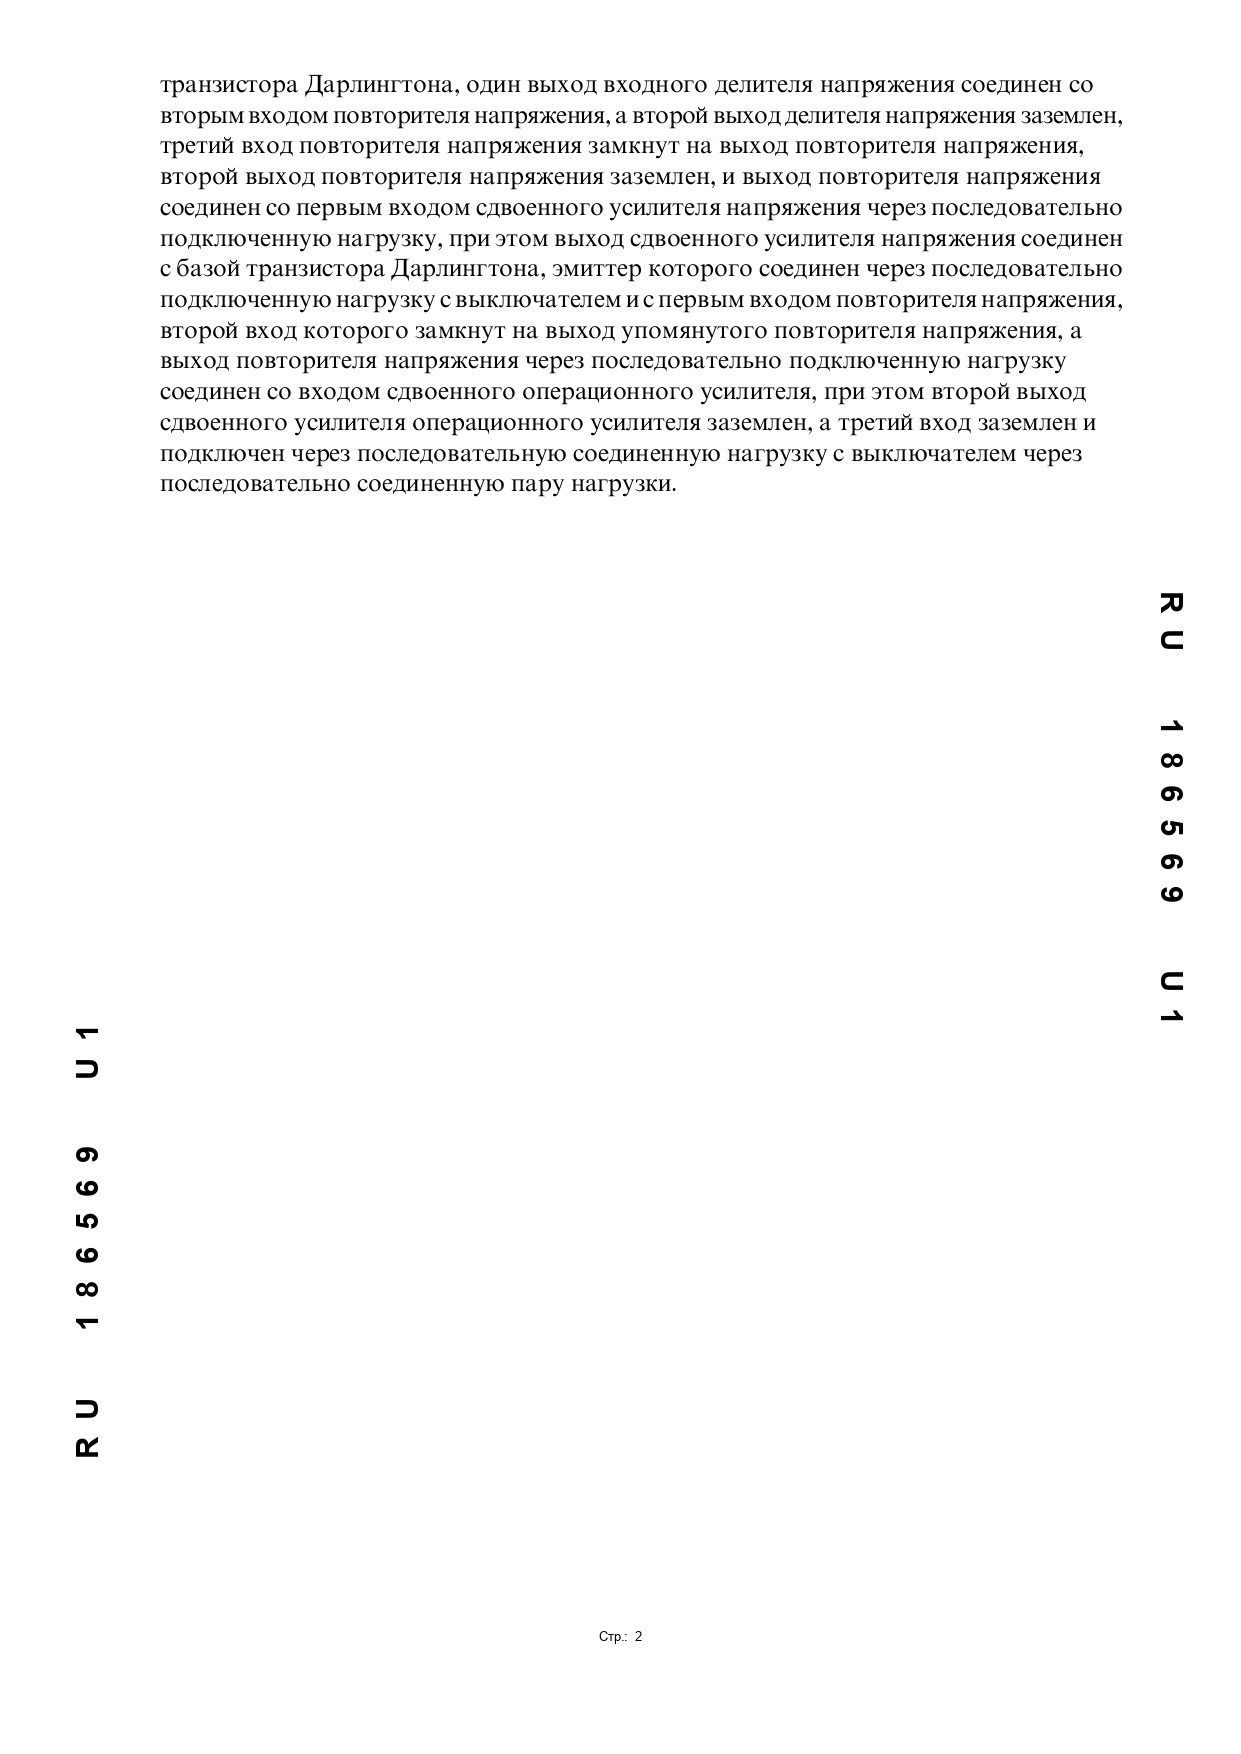 транзистора Дарлингтона, один выход входного делителя напряжения соединен со
вторым входом повторителя напряжения, а второй выход делителя напряжения заземлен,
третий вход повторителя напряжения замкнут на выход повторителя напряжения,
второй выход повторителя напряжения заземлен, и выход повторителя напряжения
соединен со первым входом сдвоенного усилителя напряжения через последовательно
подключенную нагрузку, при этом выход сдвоенного усилителя напряжения соединен
с базой транзистора Дарлингтона, эмиттер которого соединен через последовательно
подключенную нагрузку с выключателем и с первым входом повторителя напряжения,
второй вход которого замкнут на выход упомянутого повторителя напряжения, а
выход повторителя напряжения через последовательно подключенную нагрузку
соединен со входом сдвоенного операционного усилителя, при этом второй выход
сдвоенного усилителя операционного усилителя заземлен, а третий вход заземлен и
подключен через последовательную соединенную нагрузку с выключателем через
последовательно соединенную пару нагрузки.
RU 186569 U1
RU 186569 U1
Стр.: 2